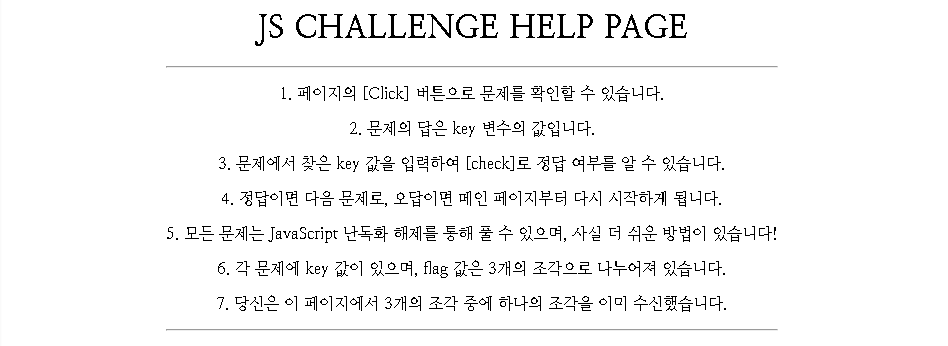 JS CHALLENGE HELP PAGE
1. 페이지의 [Click] 버튼으로 문제를 확인할 수 있습니다.
2. 문제의 답은 key 변수의 값입니다.
3. 문제에서 찾은 key 값을 입력하여 [check]로 정답 여부를 알 수 있습니다.
4. 정답이면 다음 문제로, 오답이면 메인 페이지부터 다시 시작하게 됩니다.
5. 모든 문제는 JavaScript 난독화 해제를 통해 풀 수 있으며, 사실 더 쉬운 방법이 있습니다!
6. 각 문제에 key 값이 있으며, flag 값은 3개의 조각으로 나누어져 있습니다.
7. 당신은 이 페이지에서 3개의 조각 중에 하나의 조각을 이미 수신했습니다.